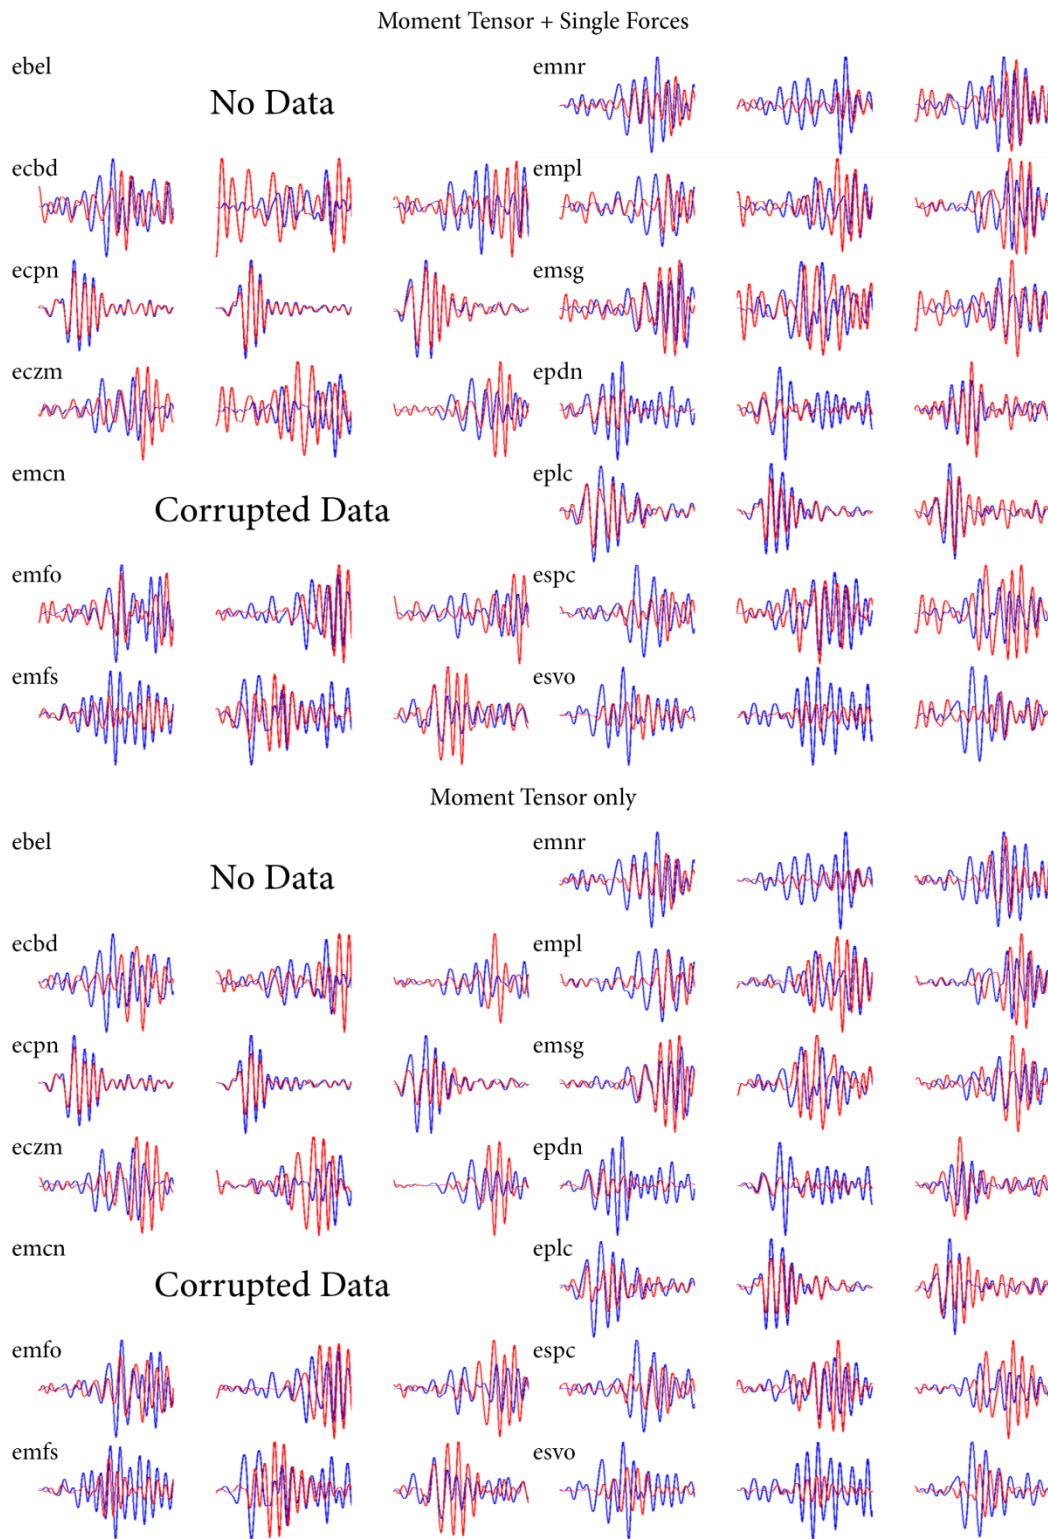 Moment Tensor + Single Forces
ebel
No Data
emnr
ecbd
empl
ecpn
emsg
eczm
epdn
emcn
Corrupted Data
eplc
emfo
espc
emfs
esvo
Moment Tensor only
ebel
No Data
emnr
ecbd
empl
ecpn
emsg
eczm
epdn
emcn
Corrupted Data
eplc
emfo
espc
emfs
esvo